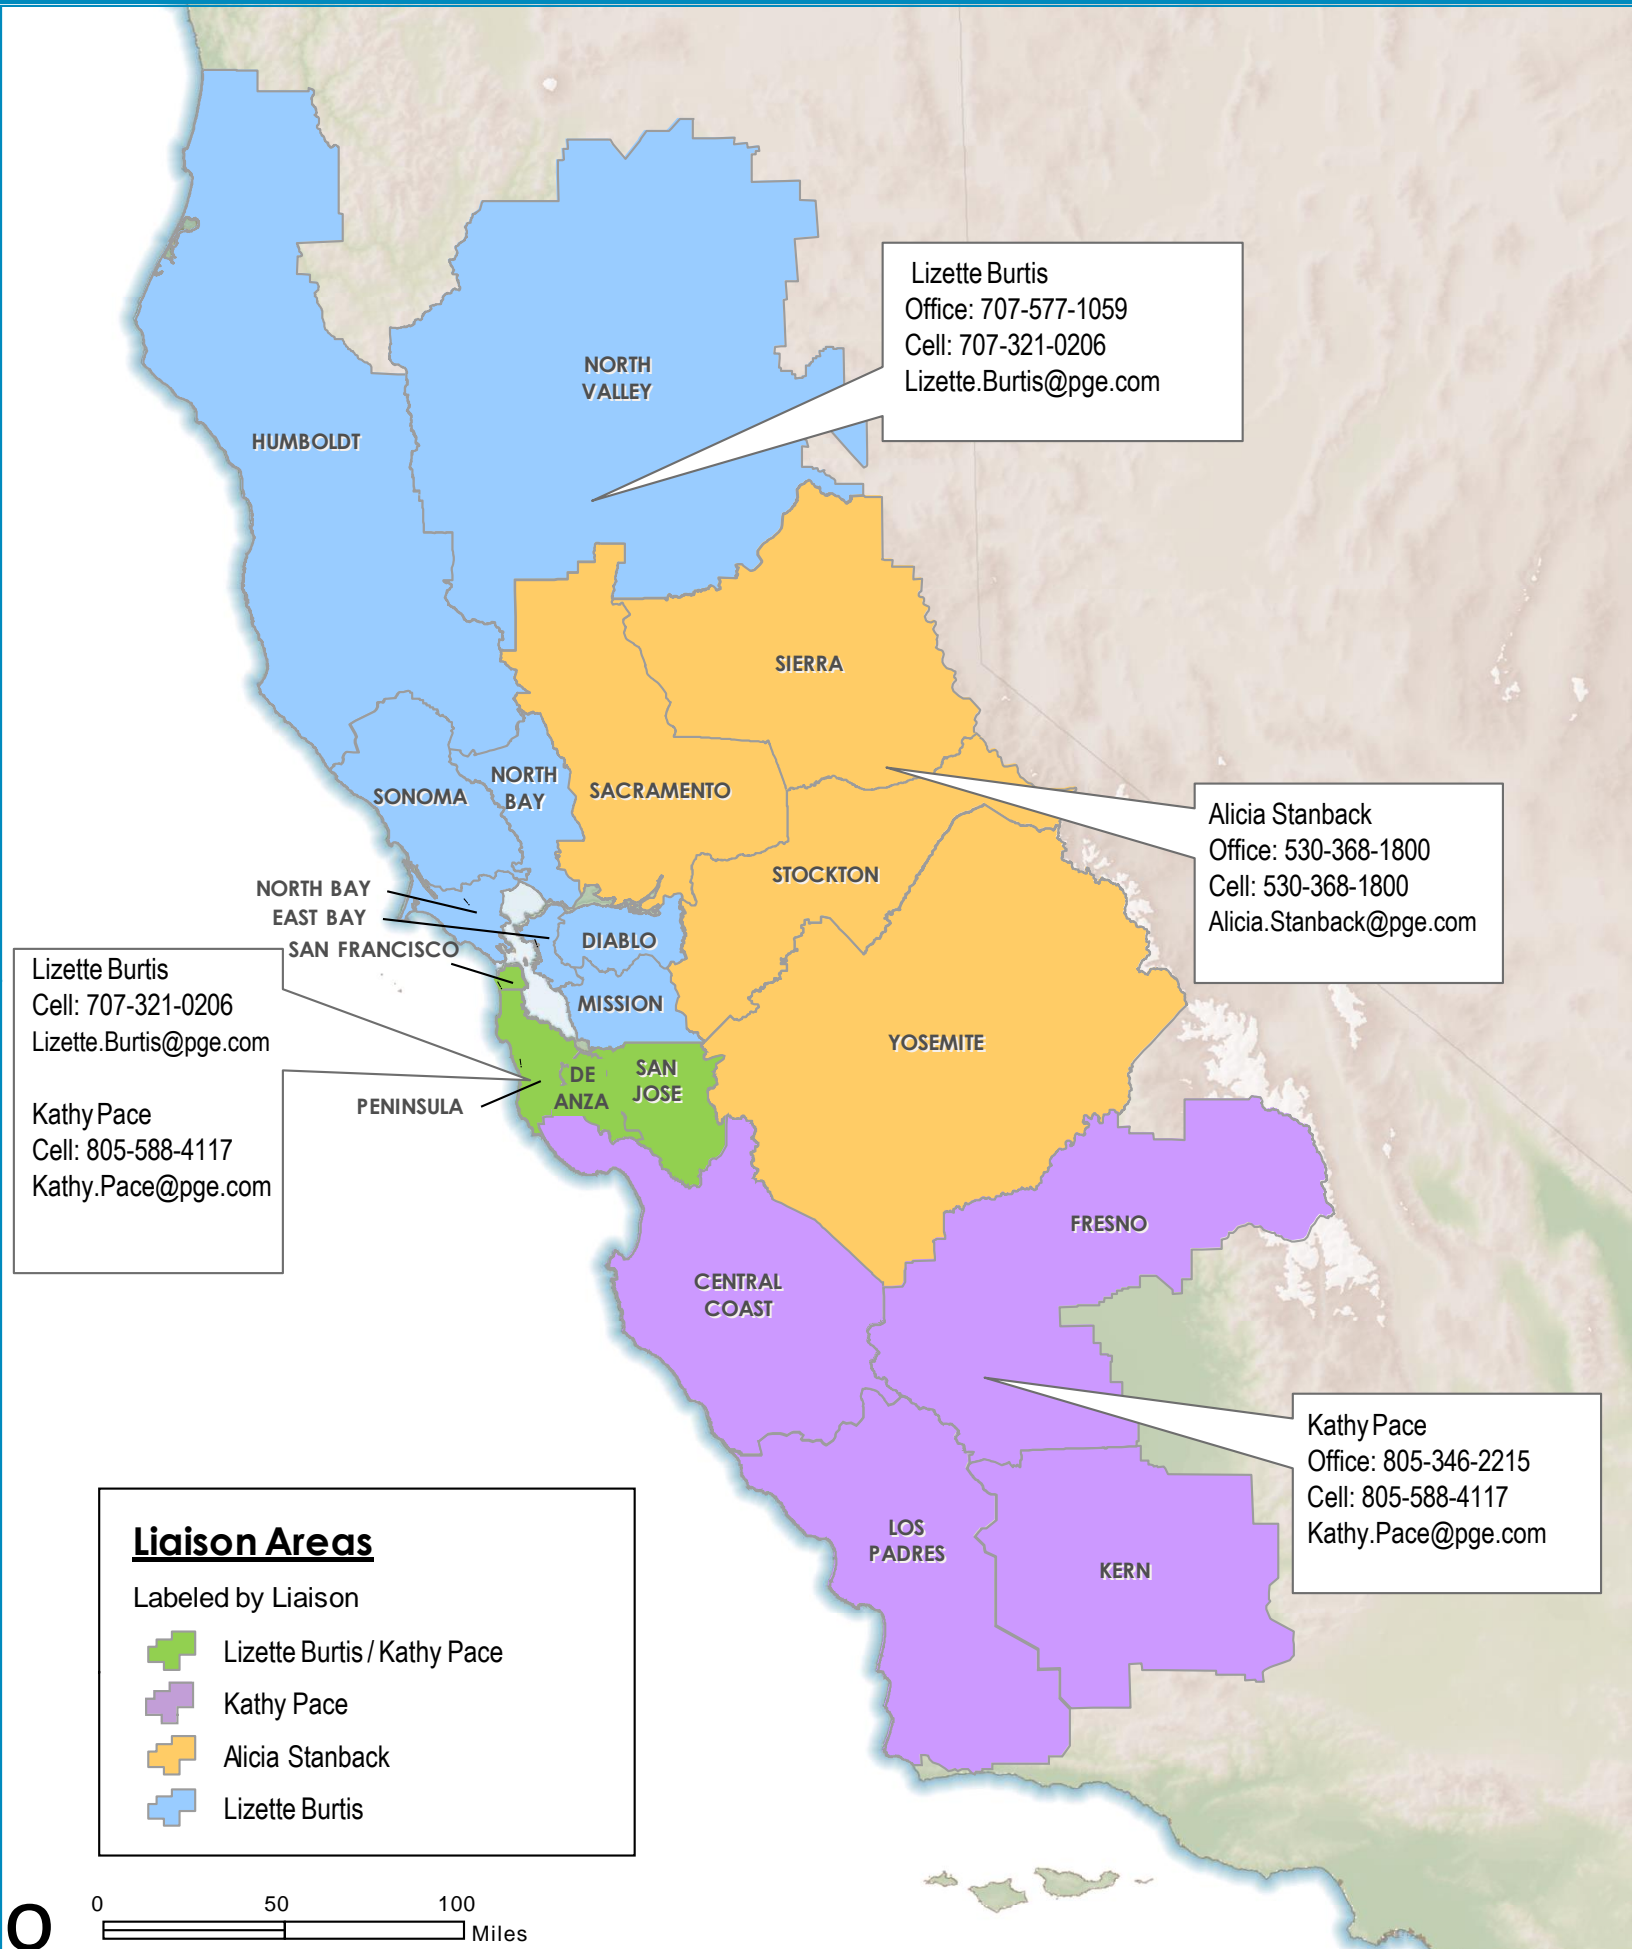 Lizette Burtis
Office: 707-577-1059
Cell: 707-321-0206
Lizette.Burtis@pge.com
NORTH
VALLEY
HUMBOLDT
SIERRA
NORTH
BAY
SONOMA
SACRAMENTO
Alicia Stanback
Office: 530-368-1800
Cell: 530-368-1800
Alicia.Stanback@pge.com
STOCKTON
NORTH BAY
EAST BAY
SAN FRANCISCO
DIABLO
MISSION
YOSEMITE
Lizette Burtis
Cell: 707-321-0206
Lizette.Burtis@pge.com
Kathy Pace
Cell: 805-588-4117
Kathy.Pace@pge.com
DE
ANZA
SAN
JOSE
PENINSULA
FRESNO
CENTRAL
COAST
Kathy Pace
Office: 805-346-2215
Cell: 805-588-4117
Kathy.Pace@pge.com
LOS
PADRES
KERN
Liaison Areas
Labeled by Liaison
Lizette Burtis / Kathy Pace
Kathy Pace
Alicia Stanback
Lizette Burtis
o
0 50 100
Miles